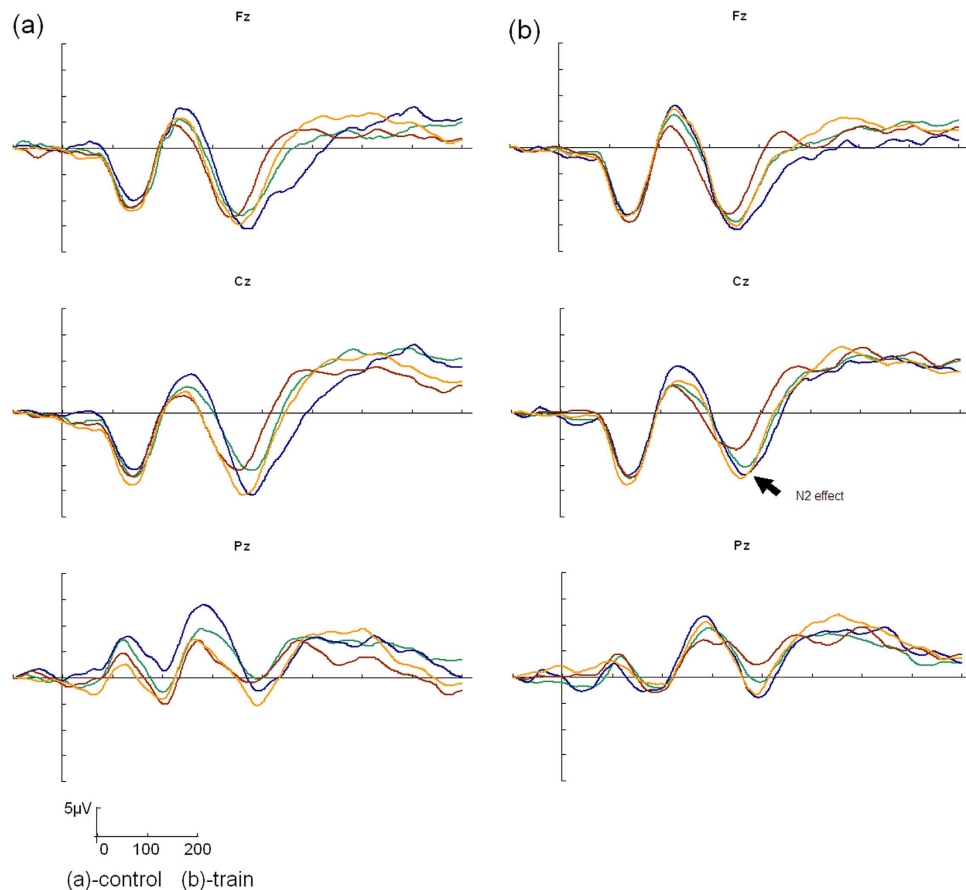 (a)
Fz
(b)
Fz
Cz
Cz
N2 effect
Pz
Pz
5µV
0 100 200
(a)-control (b)-train